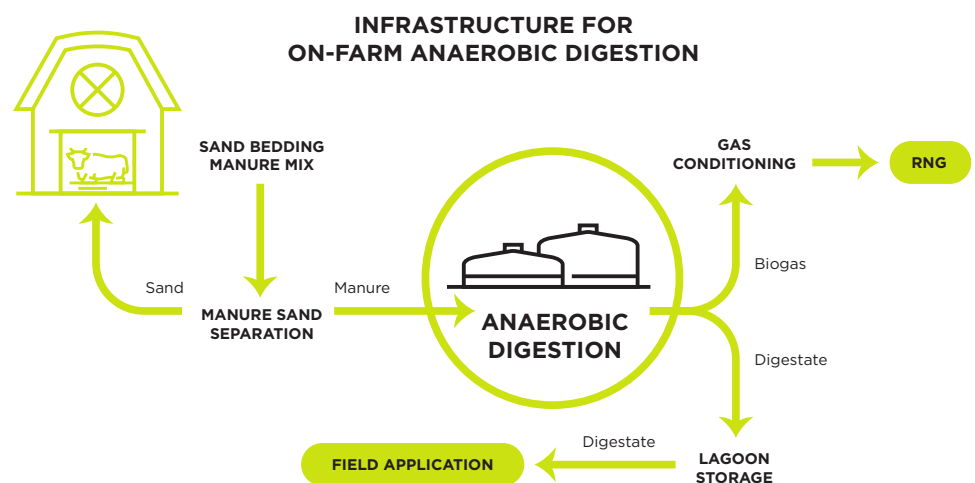 INFRASTRUCTURE FOR
ON-FARM ANAEROBIC DIGESTION
SAND BEDDING
MANURE MIX
GAS
CONDITIONING
RNG
Sand
Manure
Biogas
MANURE SAND
SEPARATION
ANAEROBIC
DIGESTION
Digestate
Digestate
FIELD APPLICATION
LAGOON
STORAGE